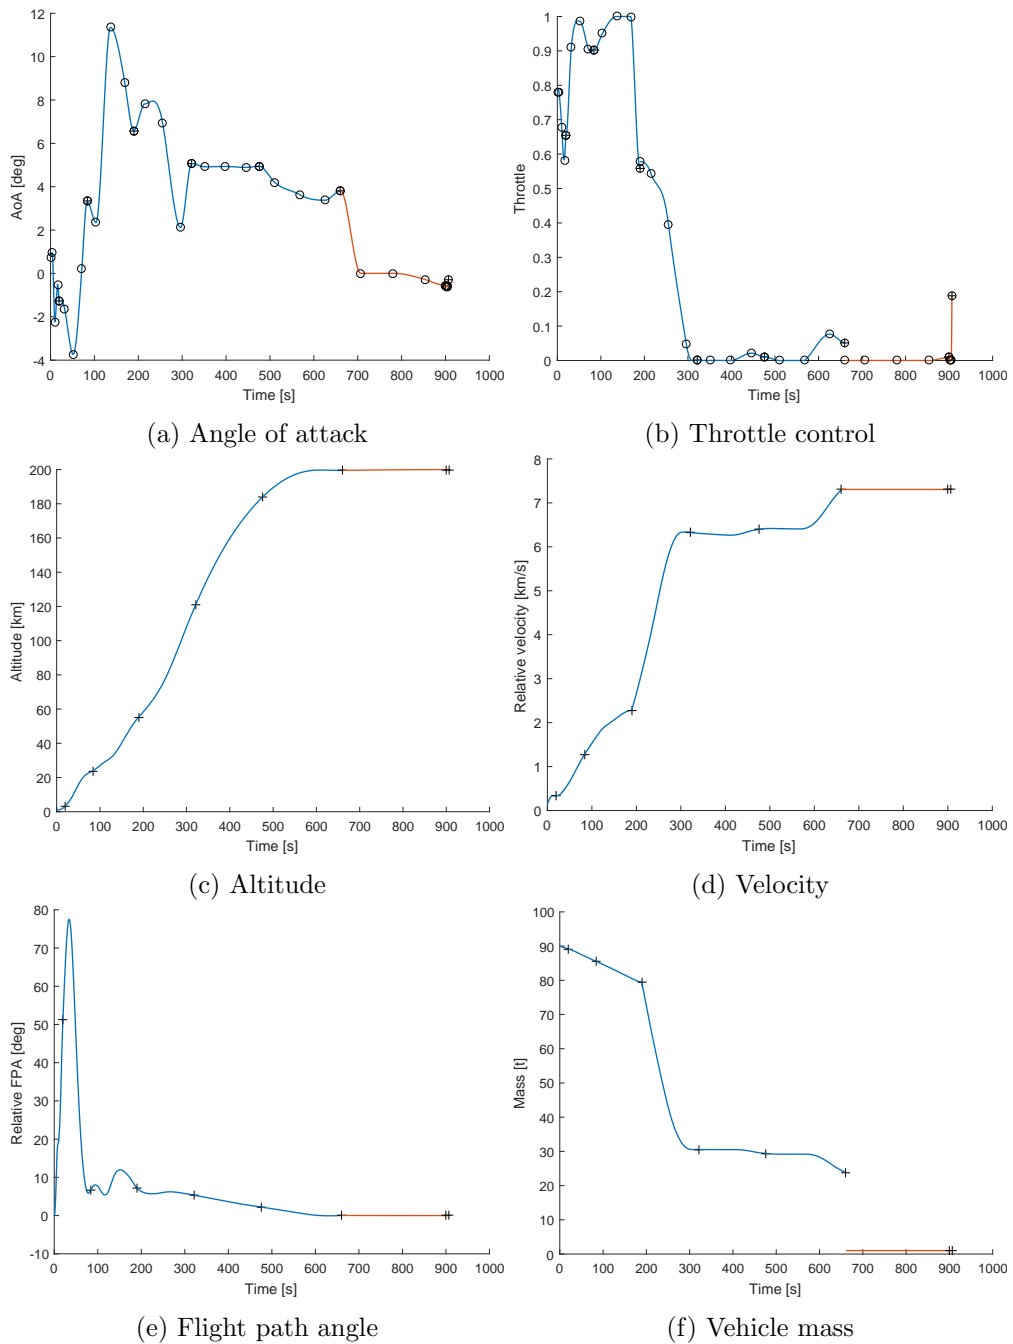 12
10
8
6
4
2
0
-2
-4
AoA [deg]
0 100 200 300 400 500 600 700 800 900 1000
Time [s]
(a) Angle of attack
1
0.9
0.8
0.7
0.6
0.5
0.4
0.3
0.2
0.1
0
Throttle
0 100 200 300 400 500 600 700 800 900 1000
Time [s]
(b) Throttle control
200
180
160
140
120
100
80
60
40
20
0
Altitude [km]
0 100 200 300 400 500 600 700 800 900 1000
Time [s]
(c) Altitude
8
7
6
5
4
3
2
1
0
Relative velocity [km/s]
0 100 200 300 400 500 600 700 800 900 1000
Time [s]
(d) Velocity
80
70
60
50
40
30
20
10
0
-10
Relative FPA [deg]
0 100 200 300 400 500 600 700 800 900 1000
Time [s]
(e) Flight path angle
100
90
80
70
60
50
40
30
20
10
0
Mass [t]
0 100 200 300 400 500 600 700 800 900 1000
Time [s]
(f) Vehicle mass